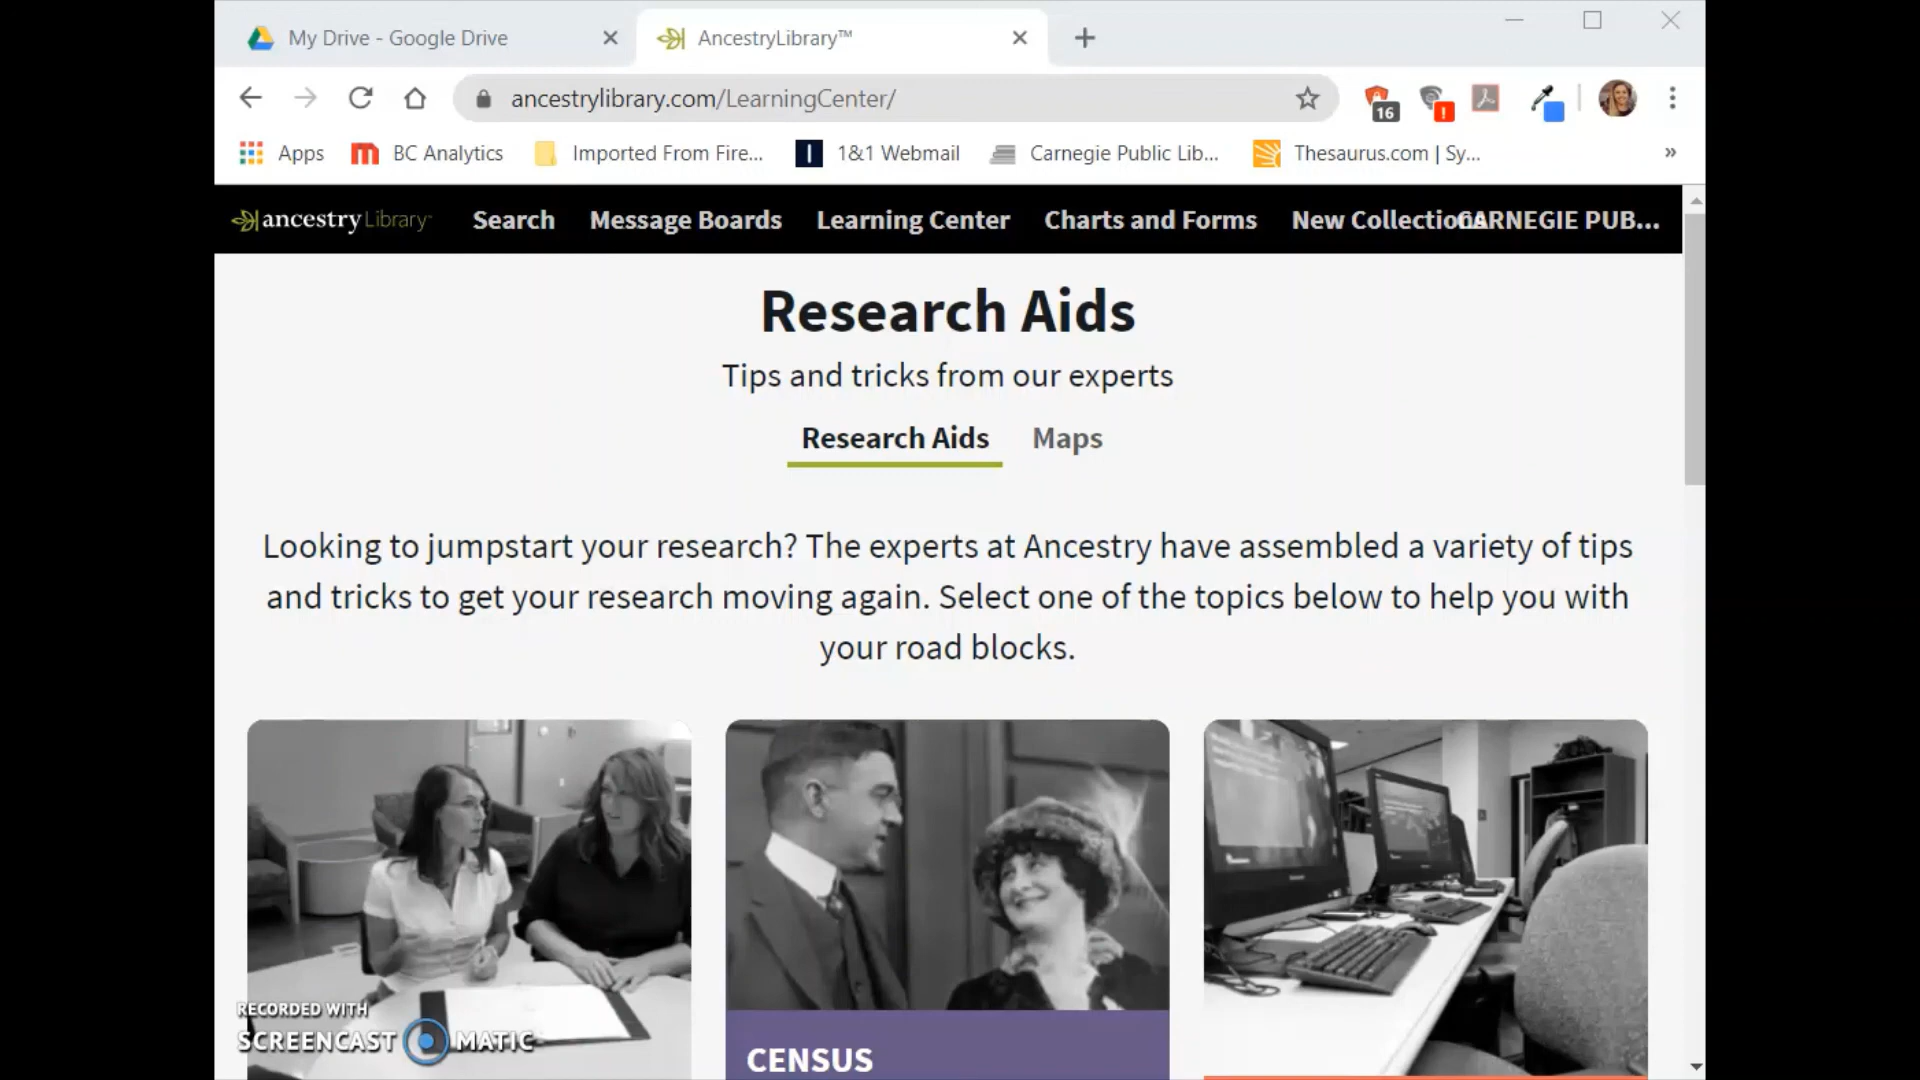 My Drive - Google Drive
AncestryLibrary™
ancestrylibrary.com/LearningCenter/
16
!
Apps
BC Analytics
Imported From Fire...
1&1 Webmail
Carnegie Public Lib...
Thesaurus.com | Sy...
»
ancestryLibrary
Search
Message Boards
Learning Center
Charts and Forms
New Collections
CARNEGIE PUB...
Research Aids
Tips and tricks from our experts
Research Aids
Maps
Looking to jumpstart your research? The experts at Ancestry have assembled a variety of tips
and tricks to get your research moving again. Select one of the topics below to help you with
your road blocks.
CENSUS
RECORDED WITH
SCREENCAST MATIC